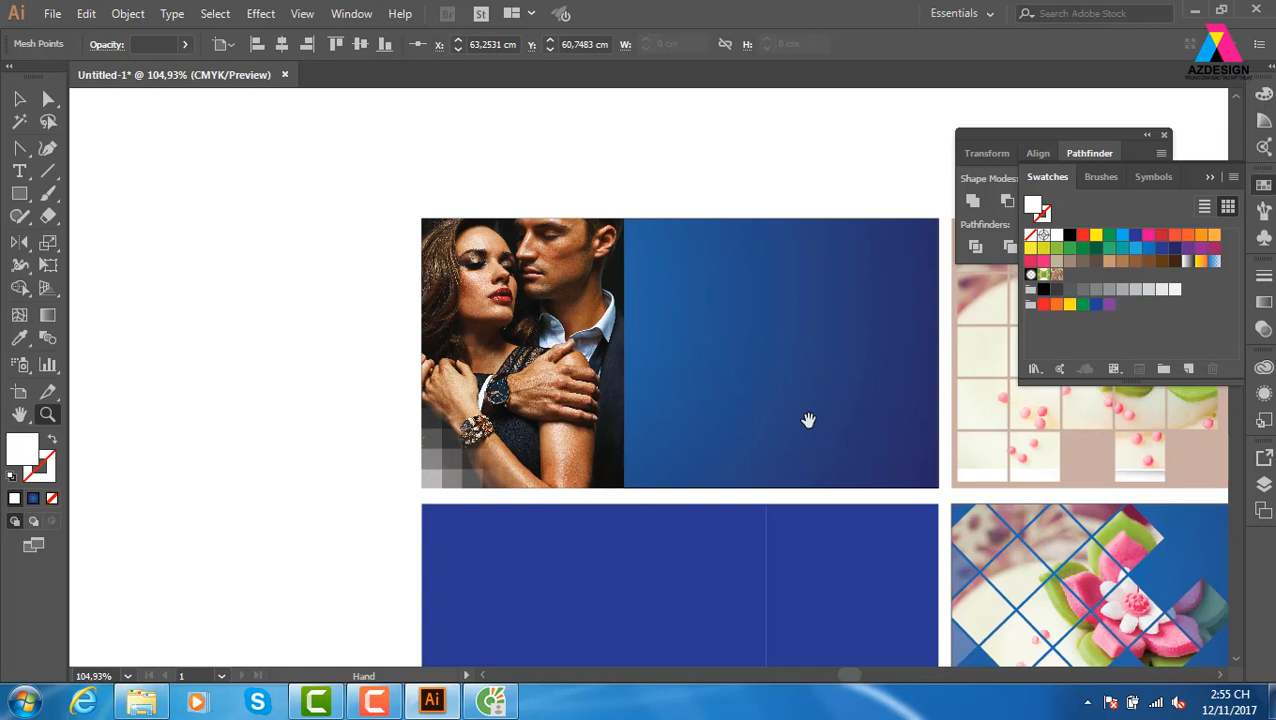 Ai File Edit Object Type Select Effect View Window Help Br St Essentials Search Adobe Stock
Mesh Points Opacity: X: 63,2531 cm Y: 60,7483 cm W: 0 cm H: 0 cm
AZDESIGN
Untitled-1* @ 104,93% (CMYK/Preview)
Transform Align Pathfinder
Shape Modes:
Swatches Brushes Symbols
Pathfinders:
104,93% 1 Hand
Ai
2:55 CH
12/11/2017